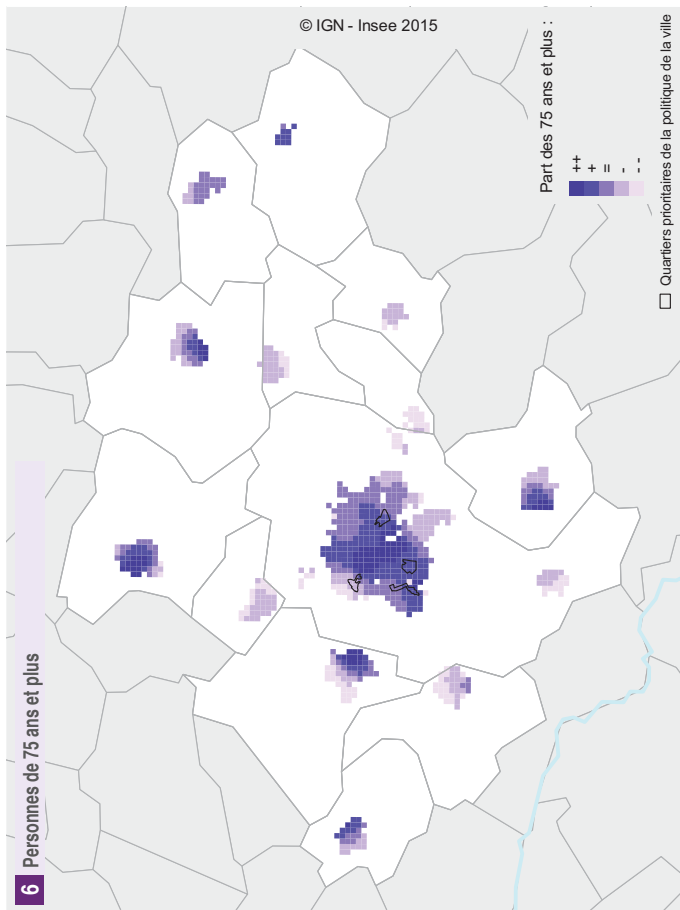 6 Personnes de 75 ans et plus
© IGN - Insee 2015
Part des 75 ans et plus :
++
+
=
-
--
Quartiers prioritaires de la politique de la ville